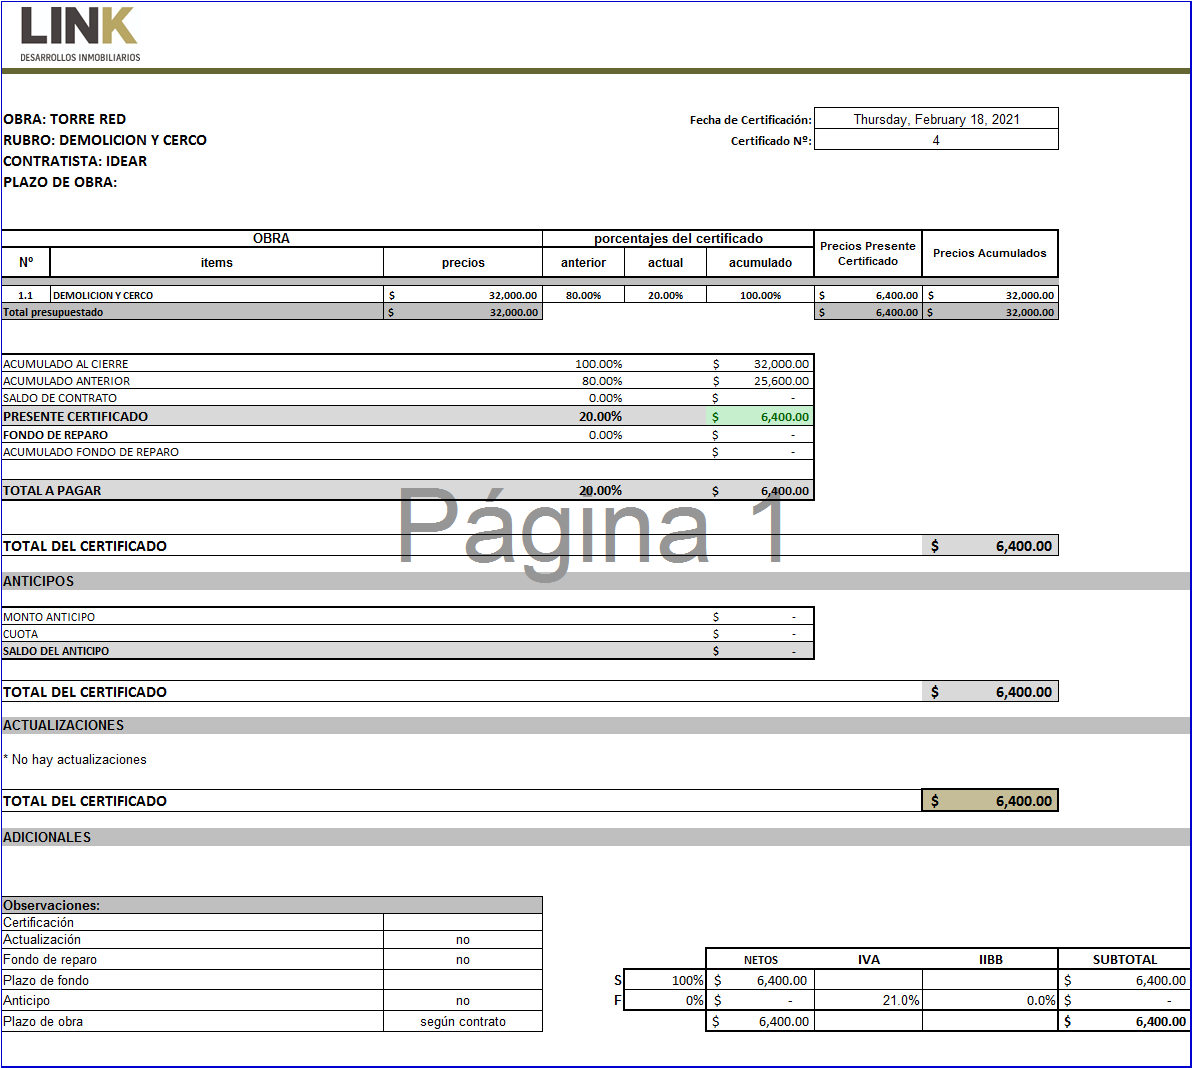 LINK
DESARROLLOS INMOBILIARIOS
OBRA: TORRE RED
Fecha de Certificación: Thursday, February 18, 2021
RUBRO: DEMOLICION Y CERCO
Certificado Nº: 4
CONTRATISTA: IDEAR
PLAZO DE OBRA:
OBRA porcentajes del certificado Precios Presente Certificado Precios Acumulados
Nº items precios anterior actual acumulado
1.1 DEMOLICION Y CERCO $ 32,000.00 80.00% 20.00% 100.00% $ 6,400.00 $ 32,000.00
Total presupuestado $ 32,000.00 $ 6,400.00 $ 32,000.00
ACUMULADO AL CIERRE 100.00% $ 32,000.00
ACUMULADO ANTERIOR 80.00% $ 25,600.00
SALDO DE CONTRATO 0.00% $ -
PRESENTE CERTIFICADO 20.00% $ 6,400.00
FONDO DE REPARO 0.00% $ -
ACUMULADO FONDO DE REPARO $ -
TOTAL A PAGAR 20.00% $ 6,400.00
Página 1
TOTAL DEL CERTIFICADO $ 6,400.00
ANTICIPOS
MONTO ANTICIPO $ -
CUOTA $ -
SALDO DEL ANTICIPO $ -
TOTAL DEL CERTIFICADO $ 6,400.00
ACTUALIZACIONES
* No hay actualizaciones
TOTAL DEL CERTIFICADO $ 6,400.00
ADICIONALES
Observaciones:
Certificación
Actualización no
Fondo de reparo no
Plazo de fondo
Anticipo no
Plazo de obra según contrato
NETOS IVA IIBB SUBTOTAL
S 100% $ 6,400.00 $ 6,400.00
F 0% $ - 21.0% 0.0% $ -
$ 6,400.00 $ 6,400.00